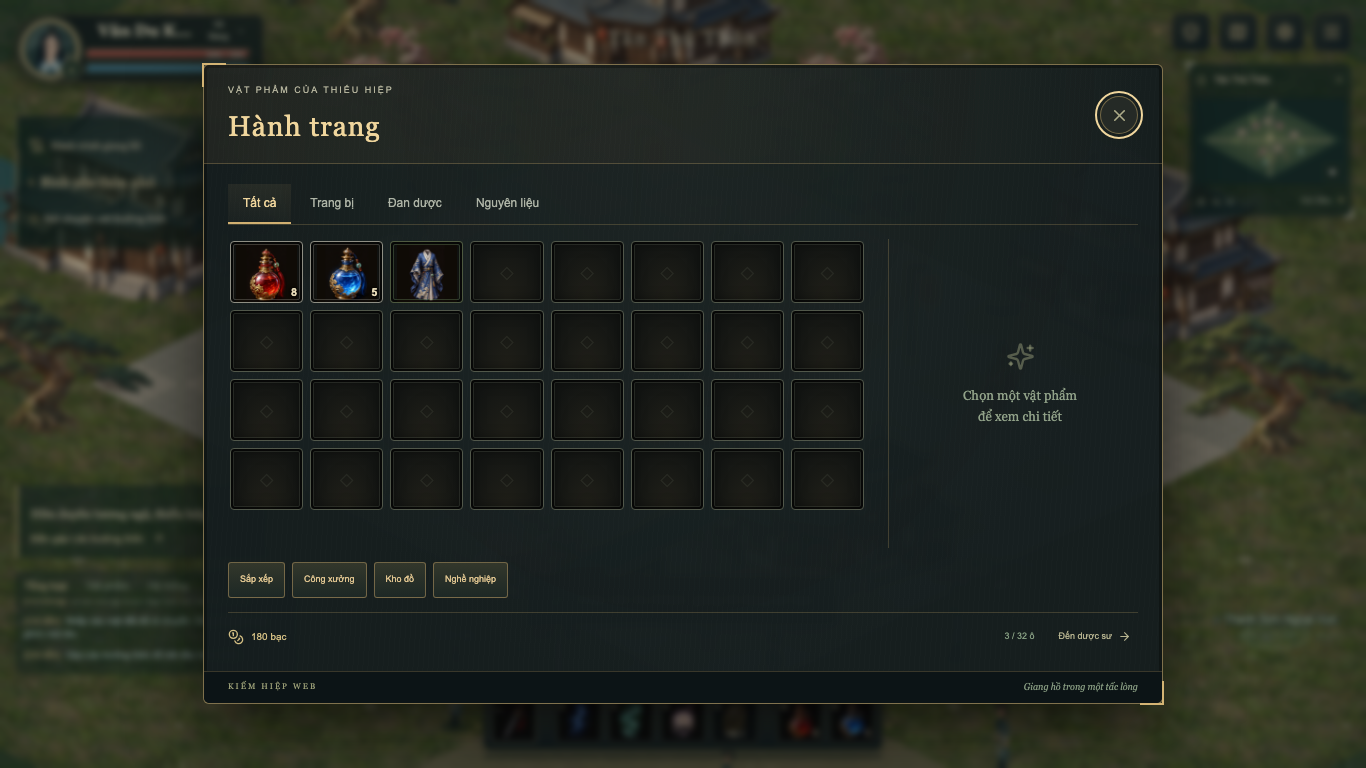 VẬT PHẨM CỦA THIẾU HIỆP
Hành trang
Tất cả
Trang bị
Đan dược
Nguyên liệu
8
5
Chọn một vật phẩm
để xem chi tiết
Sắp xếp
Công xưởng
Kho đồ
Nghề nghiệp
180 bạc
3 / 32 ô
Đến dược sư
KIẾM HIỆP WEB
Giang hồ trong một tấc lòng